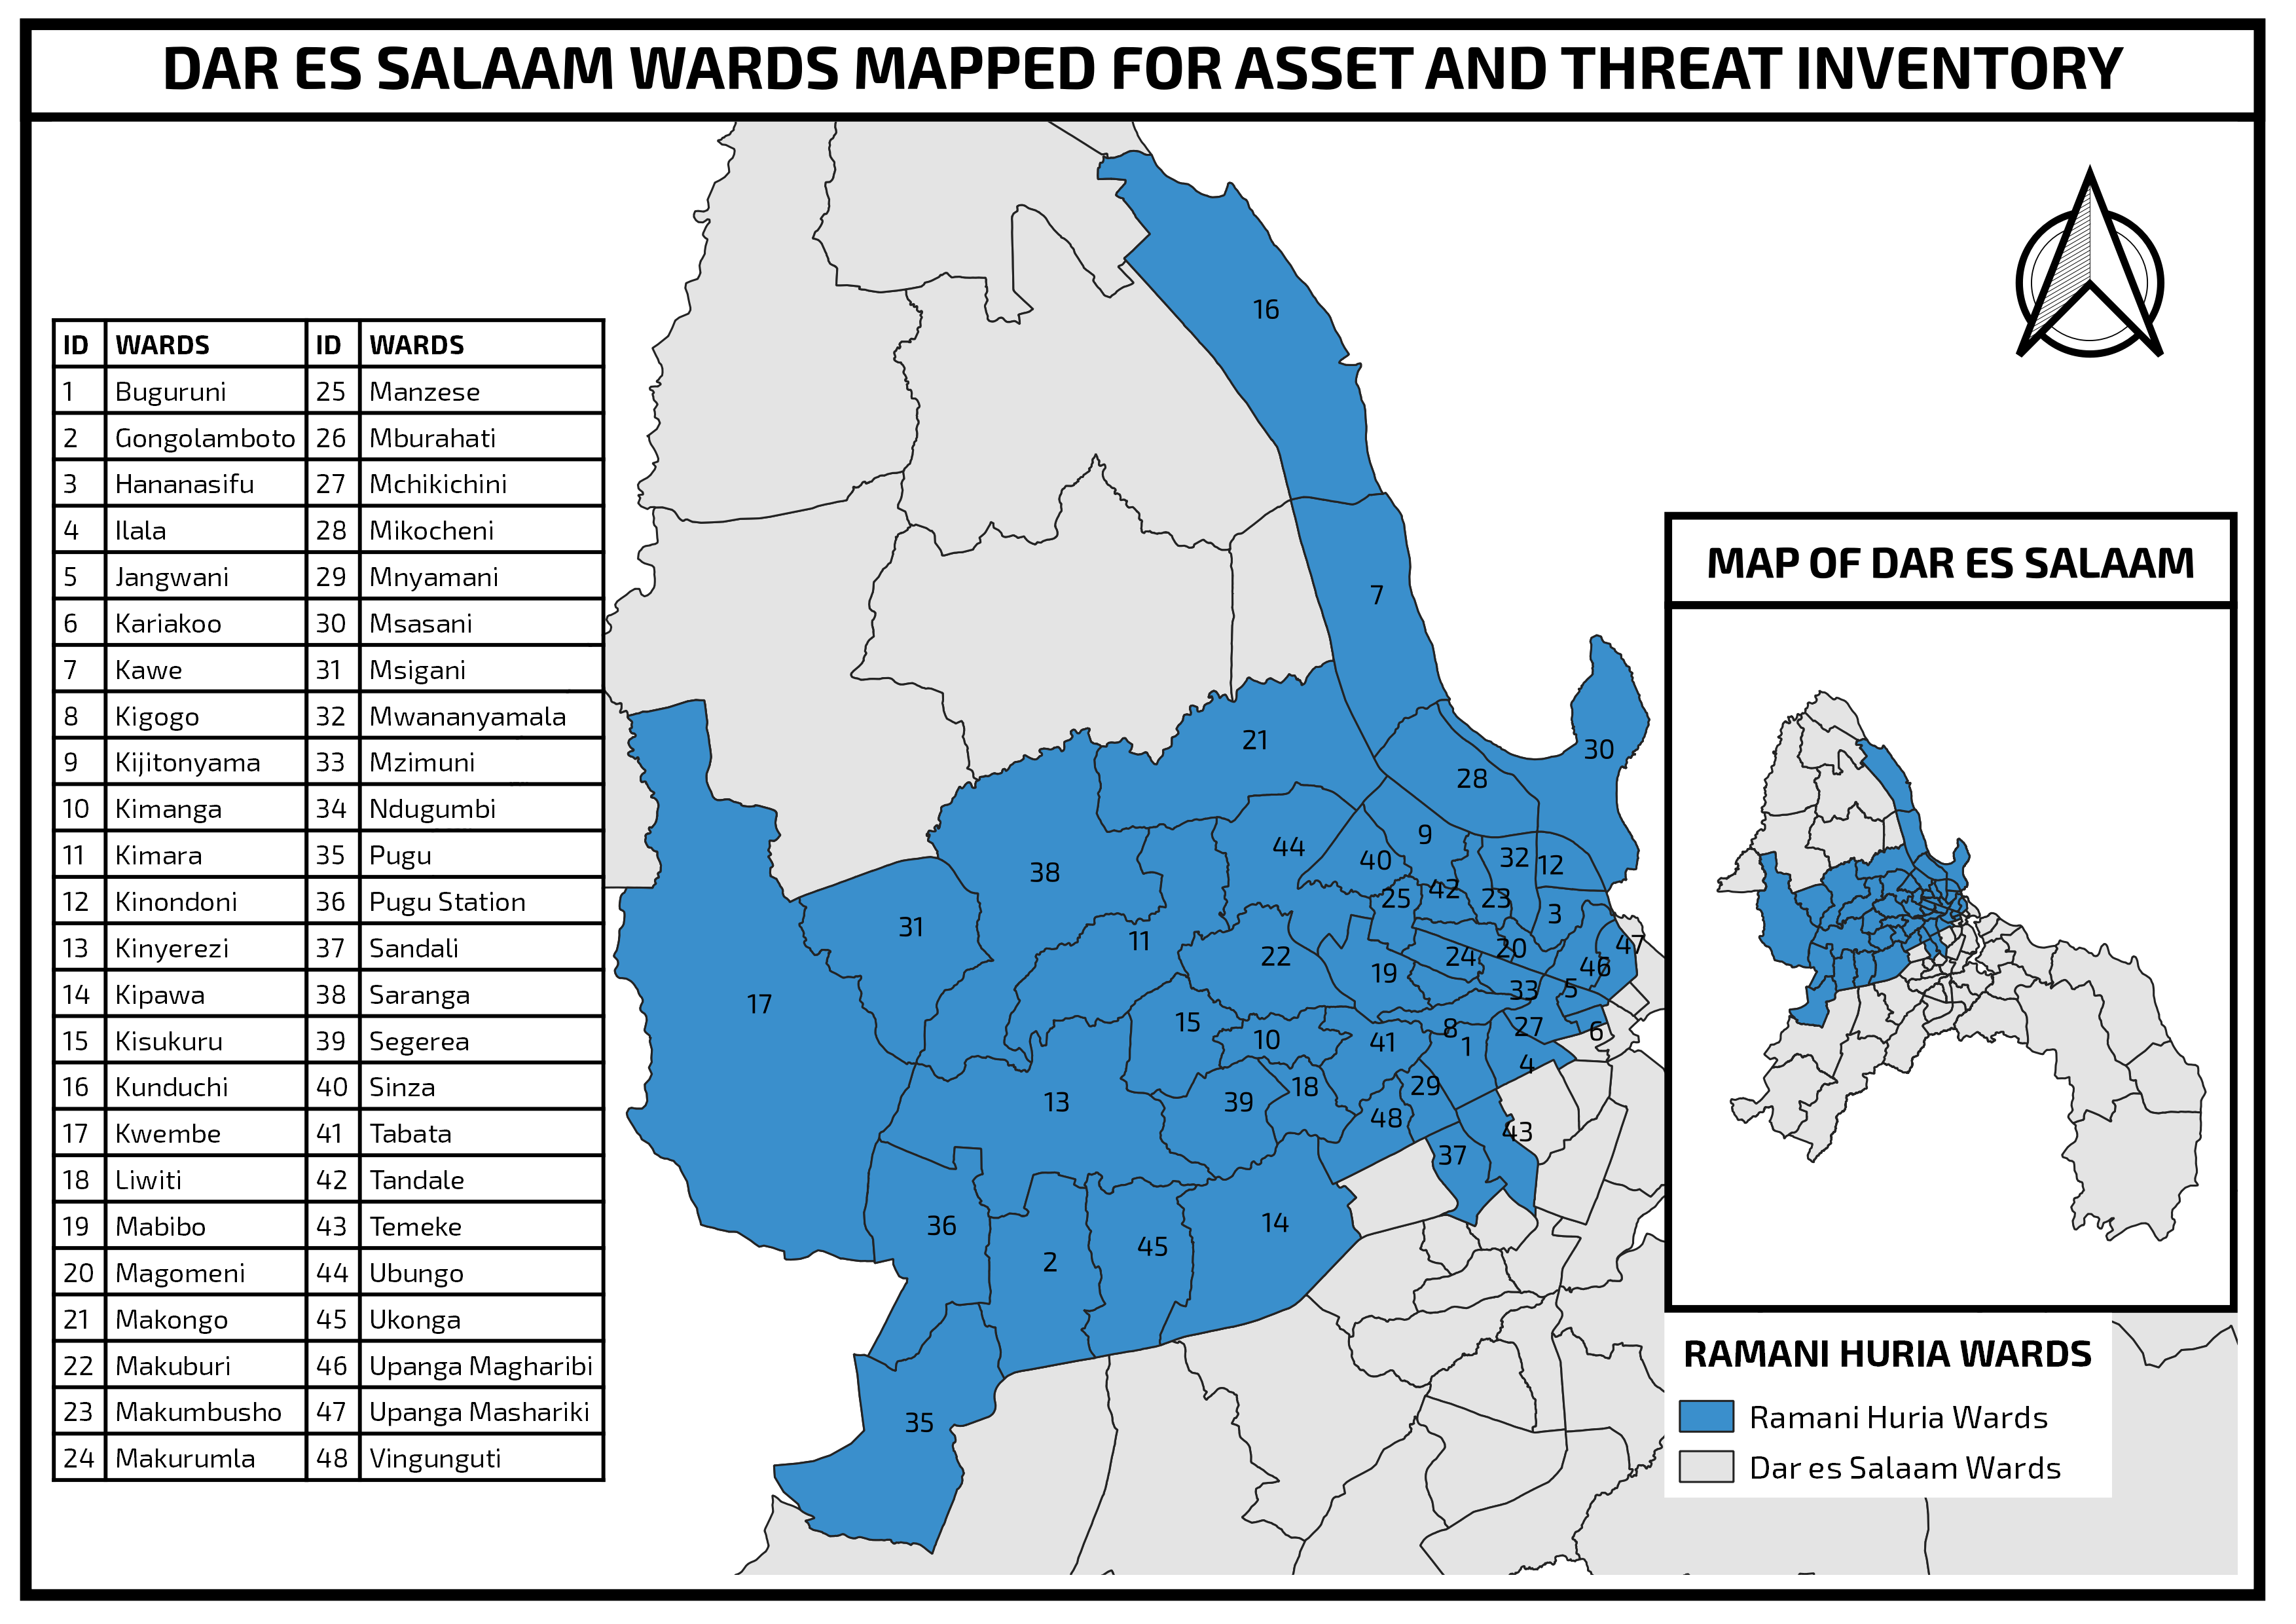 DAR ES SALAAM WARDS MAPPED FOR ASSET AND THREAT INVENTORY
ID WARDS ID WARDS
1 Buguruni 25 Manzese
2 Gongolamboto 26 Mburahati
3 Hananasifu 27 Mchikichini
4 Ilala 28 Mikocheni
5 Jangwani 29 Mnyamani
6 Kariakoo 30 Msasani
7 Kawe 31 Msigani
8 Kigogo 32 Mwananyamala
9 Kijitonyama 33 Mzimuni
10 Kimanga 34 Ndugumbi
11 Kimara 35 Pugu
12 Kinondoni 36 Pugu Station
13 Kinyerezi 37 Sandali
14 Kipawa 38 Saranga
15 Kisukuru 39 Segerea
16 Kunduchi 40 Sinza
17 Kwembe 41 Tabata
18 Liwiti 42 Tandale
19 Mabibo 43 Temeke
20 Magomeni 44 Ubungo
21 Makongo 45 Ukonga
22 Makuburi 46 Upanga Magharibi
23 Makumbusho 47 Upanga Mashariki
24 Makurumla 48 Vingunguti
16
7
21
30
28
9
44
40
32
12
38
25
42
23
3
31
11
22
19
24
20
46
47
17
15
33
5
10
41
8
1
27
6
13
39
18
29
4
48
43
37
36
2
45
14
35
MAP OF DAR ES SALAAM
RAMANI HURIA WARDS
Ramani Huria Wards
Dar es Salaam Wards